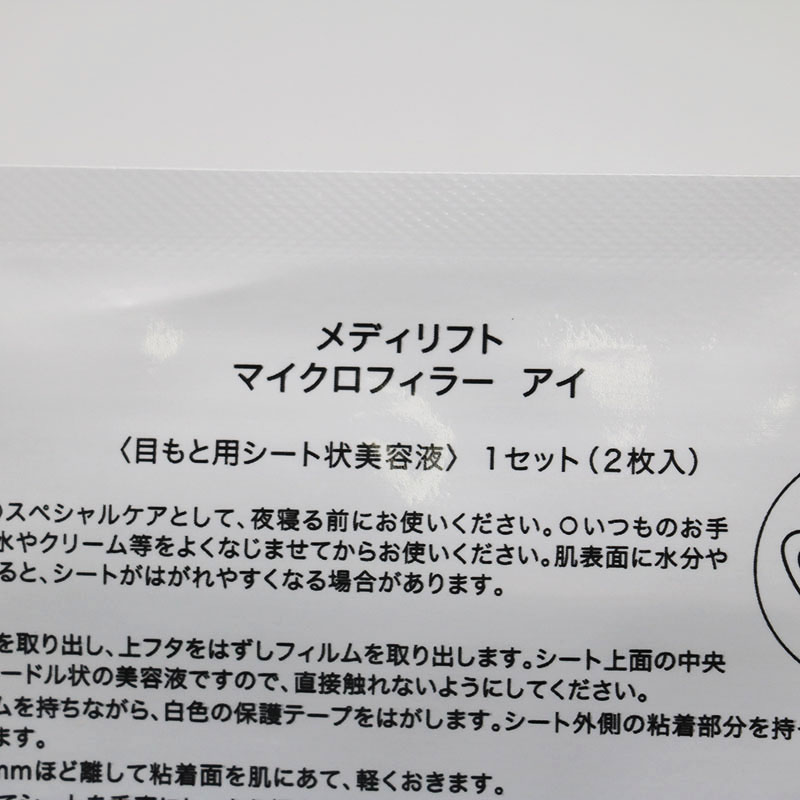 メディリフト
マイクロフィラー アイ
〈目もと用シート状美容液〉 1セット（2枚入）
スペシャルケアとして、夜寝る前にお使いください。○いつものお手
水やクリーム等をよくなじませてからお使いください。肌表面に水分や
ると、シートがはがれやすくなる場合があります。
を取り出し、上フタをはずしフィルムを取り出します。シート上面の中央
ードル状の美容液ですので、直接触れないようにしてください。
ムを持ちながら、白色の保護テープをはがします。シート外側の粘着部分を持
ます。
mmほど離して粘着面を肌にあて、軽くおきます。